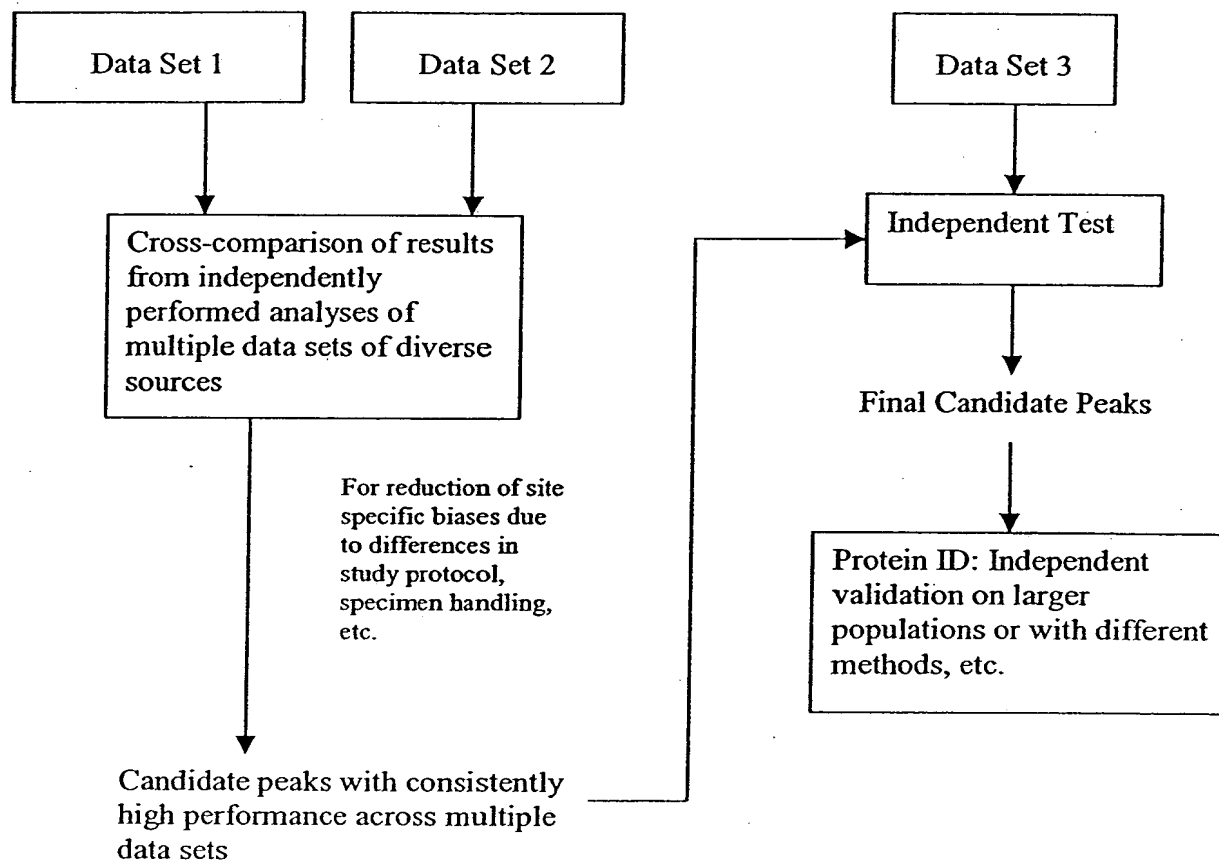 Data Set 1
Data Set 2
Data Set 3
Cross-comparison of results
from independently
performed analyses of
multiple data sets of diverse
sources
For reduction of site
specific biases due
to differences in
study protocol,
specimen handling,
etc.
Candidate peaks with consistently
high performance across multiple
data sets
Independent Test
Final Candidate Peaks
Protein ID: Independent
validation on larger
populations or with different
methods, etc.